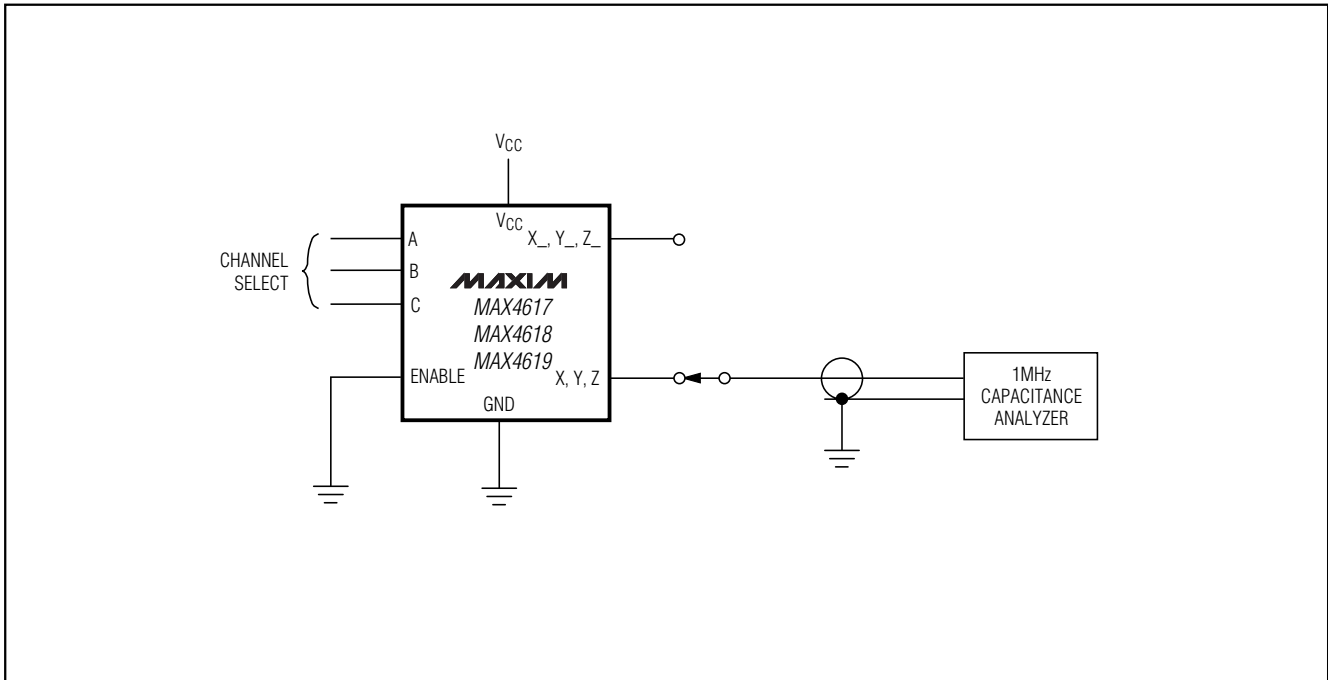 VCC
VCC
X_, Y_, Z_
A
CHANNEL
SELECT
B
C
MAXIM
MAX4617
MAX4618
MAX4619
ENABLE
X, Y, Z
GND
1MHz
CAPACITANCE
ANALYZER